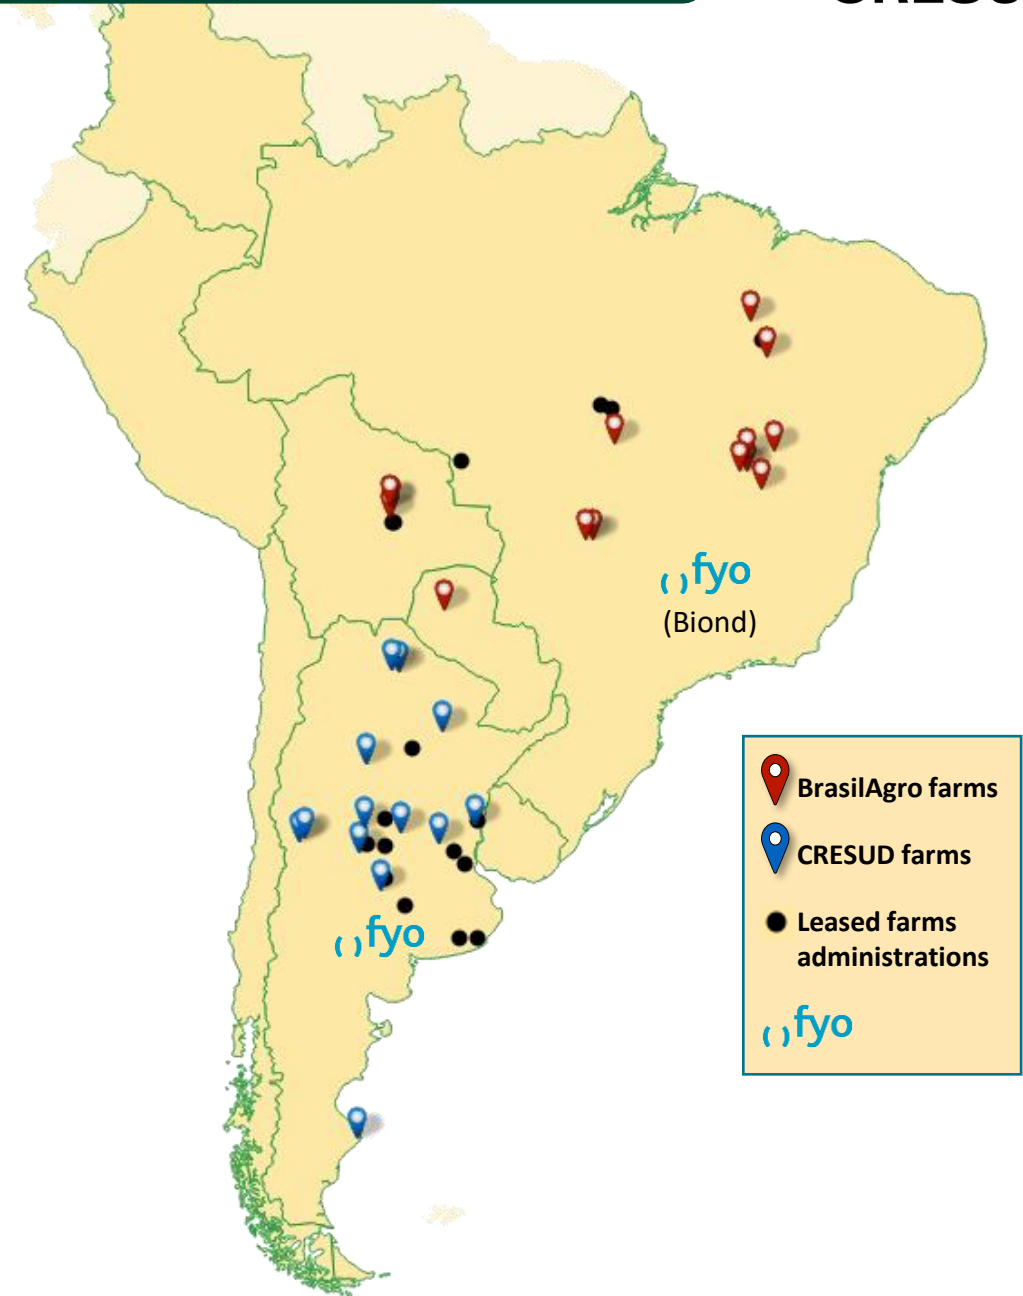 fyo
(Biond)
BrasilAgro farms
CRESUD farms
Leased farms
administrations
fyo
fyo